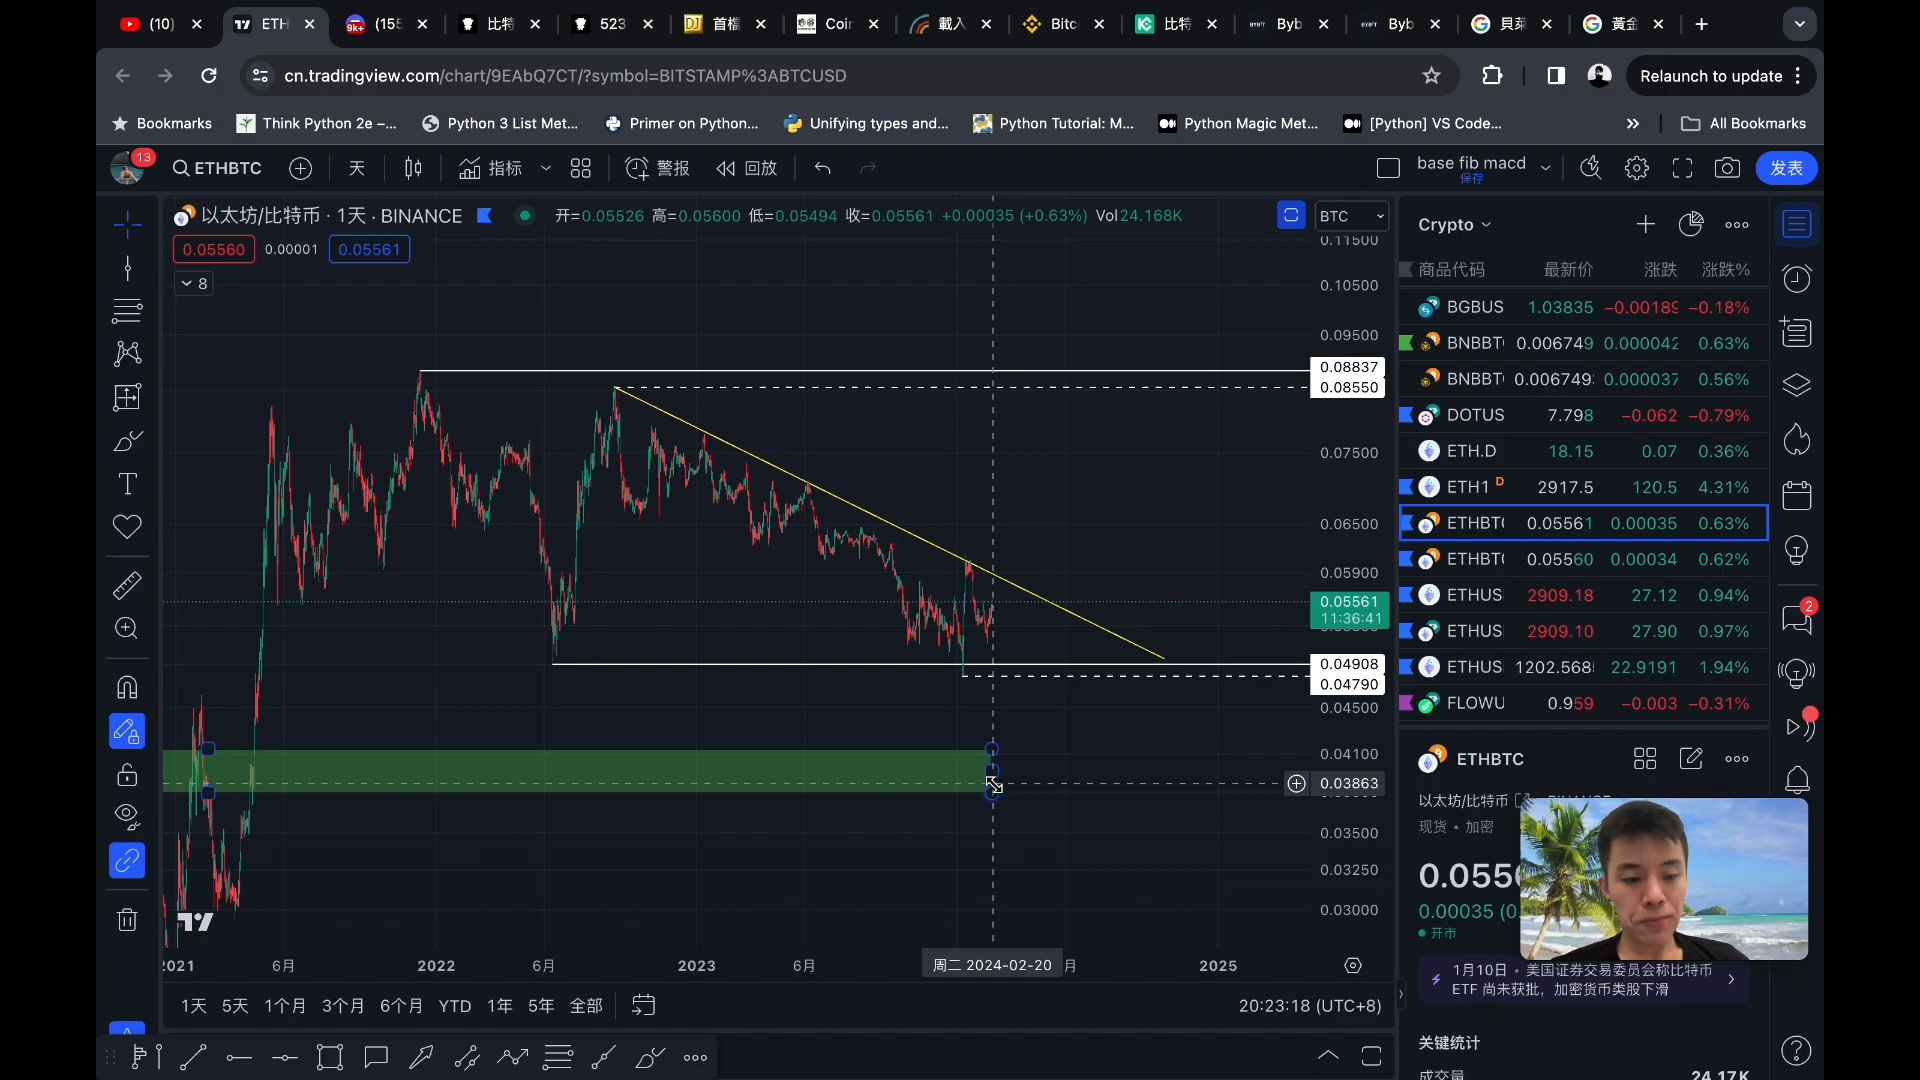 (10)
ETH
9K+ (155
比特
523
首檔
Coin
載入
Bitc
比特
BYBIT Byb
BYBIT Byb
貝萊
黃金
cn.tradingview.com/chart/9EAbQ7CT/?symbol=BITSTAMP%3ABTCUSD
Relaunch to update
Bookmarks
Think Python 2e –...
Python 3 List Met...
Primer on Python...
Unifying types and...
Python Tutorial: M...
Python Magic Met...
[Python] VS Code...
All Bookmarks
13
ETHBTC
天
指标
警报
回放
base fib macd
保存
发表
以太坊/比特币 · 1天 · BINANCE
开=0.05526 高=0.05600 低=0.05494 收=0.05561 +0.00035 (+0.63%) Vol24.168K
BTC
0.05560
0.00001
0.05561
8
0.11500
0.10500
0.09500
0.08837
0.08550
0.07500
0.06500
0.05900
0.05561
11:36:41
0.04908
0.04790
0.04500
0.04100
0.03863
0.03500
0.03250
0.03000
2021
6月
2022
6月
2023
6月
周二 2024-02-20
月
2025
1天 5天 1个月 3个月 6个月 YTD 1年 5年 全部
20:23:18 (UTC+8)
Crypto
商品代码 最新价 涨跌 涨跌%
BGBUS 1.03835 −0.00189 −0.18%
BNBBT 0.006749 0.000042 0.63%
BNBBT 0.006749 0.000037 0.56%
DOTUS 7.798 −0.062 −0.79%
ETH.D 18.15 0.07 0.36%
ETH1 D 2917.5 120.5 4.31%
ETHBT 0.05561 0.00035 0.63%
ETHBT 0.05560 0.00034 0.62%
ETHUS 2909.18 27.12 0.94%
ETHUS 2909.10 27.90 0.97%
ETHUS 1202.568 22.9191 1.94%
FLOWU 0.959 −0.003 −0.31%
2
ETHBTC
以太坊/比特币
现货 • 加密
0.055
0.00035 (0
开市
1月10日 • 美国证券交易委员会称比特币
ETF 尚未获批，加密货币类股下滑
关键统计
成交量 24.17K